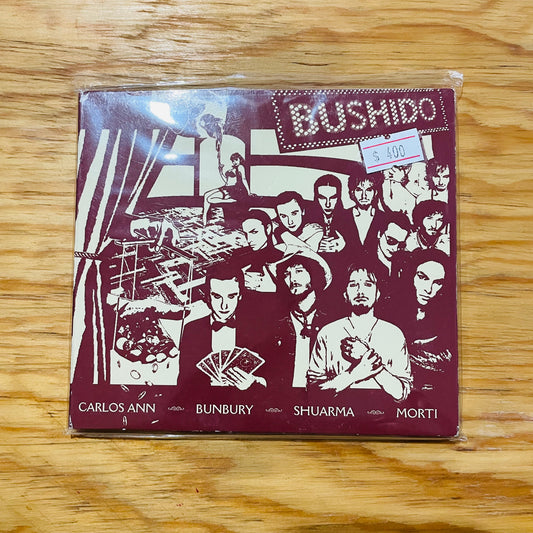 BUSHIDO
$ 400
CARLOS ANN BUNBURY SHUARMA MORTI